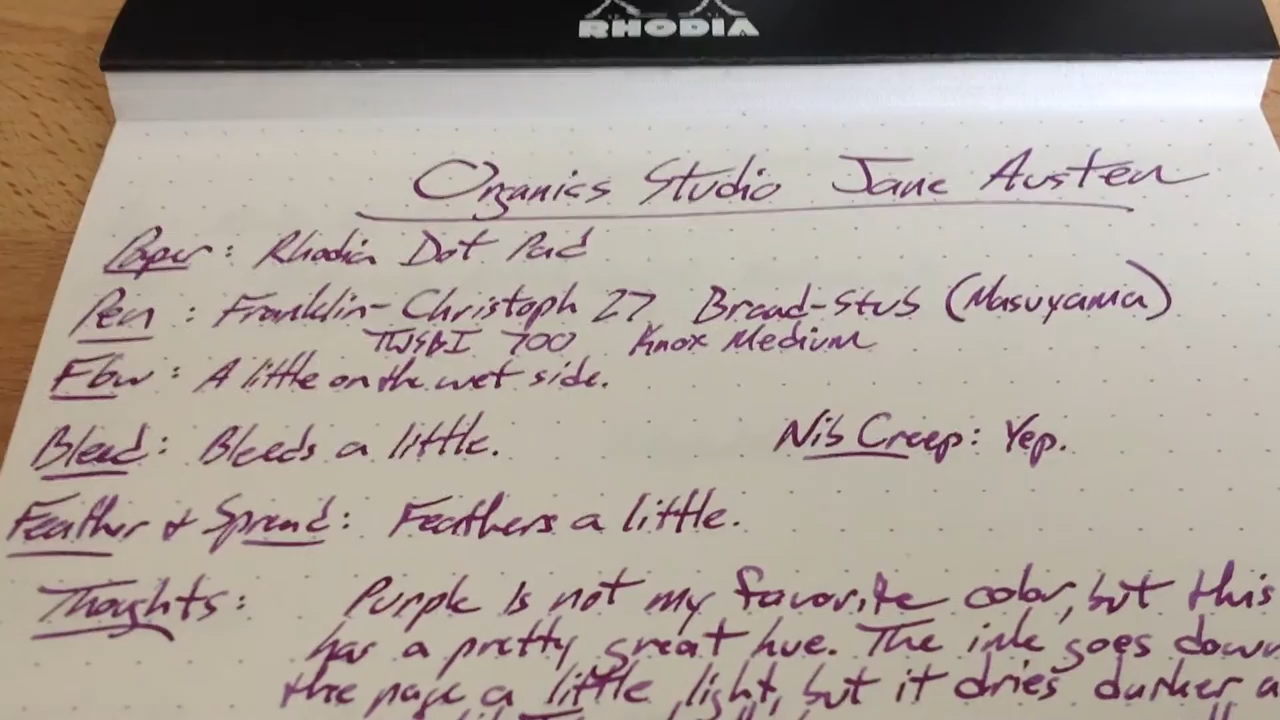 RHODIA
Organics Studio Jane Austen
Paper: Rhodia Dot Pad
Pen: Franklin-Christoph 27 Broad-Stub (Masuyama)
TWSBI 700 Knox Medium
Flow: A little on the wet side.
Bleed: Bleeds a little. Nib Creep: Yep.
Feather & Spread: Feathers a little.
Thoughts: Purple is not my favorite color, but this
has a pretty great hue. The ink goes down
the page a little light, but it dries darker a